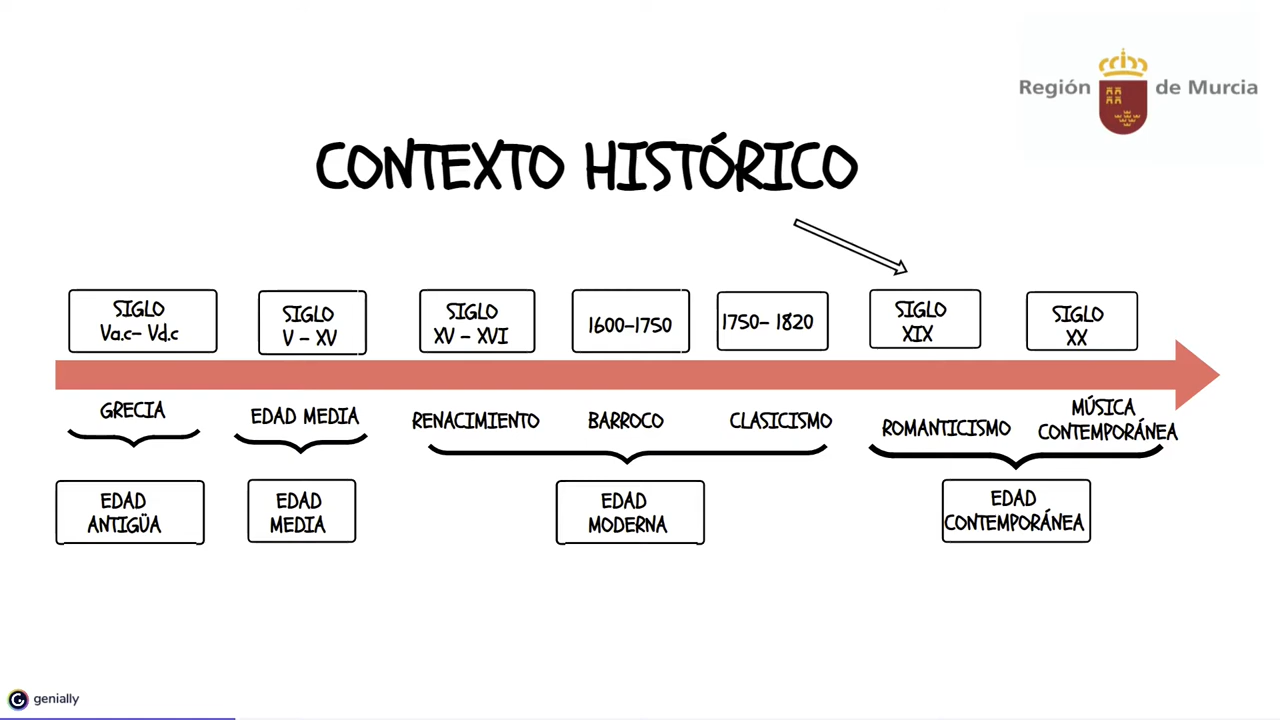 Región de Murcia
CONTEXTO HISTÓRICO
SIGLO
Va.c- Vd.c
SIGLO
V - XV
SIGLO
XV - XVI
1600-1750
1750- 1820
SIGLO
XIX
SIGLO
XX
GRECIA
EDAD MEDIA
RENACIMIENTO
BARROCO
CLASICISMO
ROMANTICISMO
MÚSICA
CONTEMPORÁNEA
EDAD
ANTIGÜA
EDAD
MEDIA
EDAD
MODERNA
EDAD
CONTEMPORÁNEA
genially